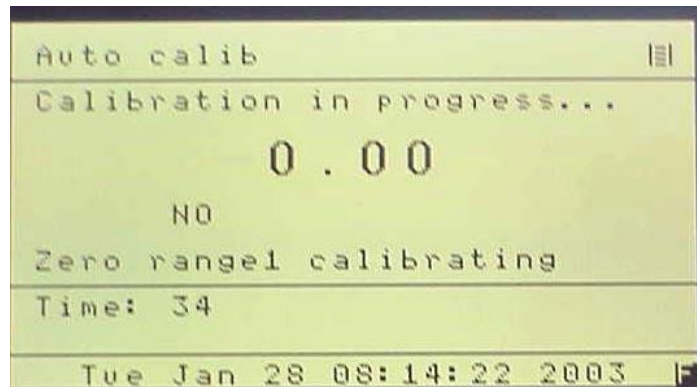 Auto calib
Calibration in progress...
0.00
NO
Zero range1 calibrating
Time: 34
Tue Jan 28 08:14:22 2003